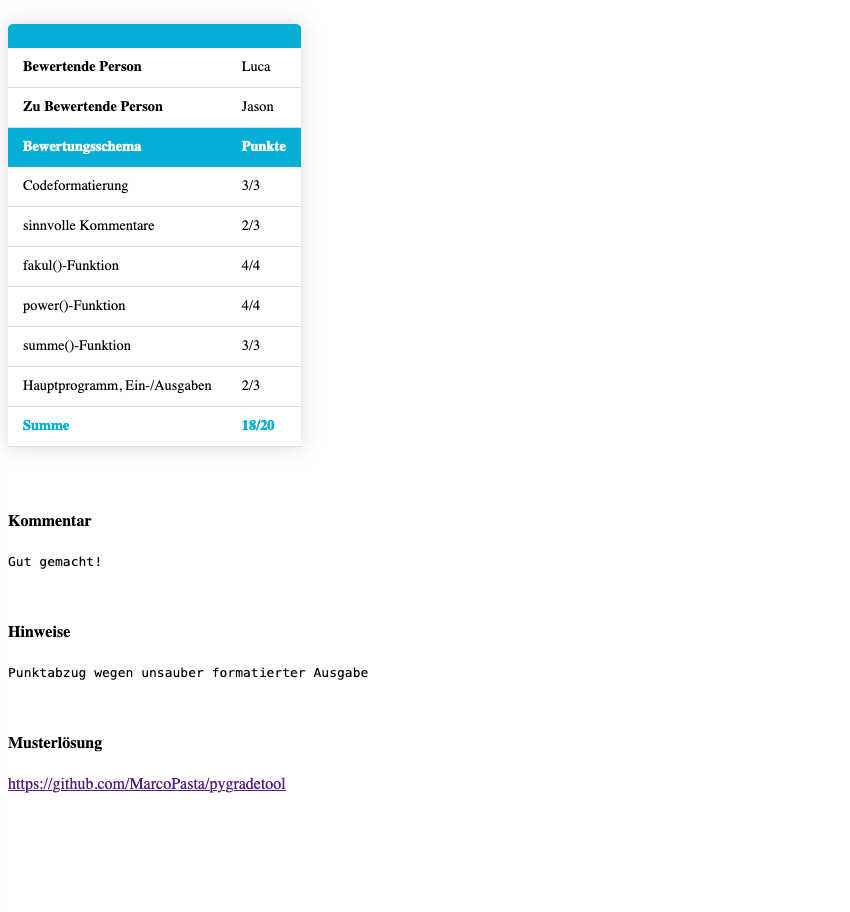 Bewertende Person Luca
Zu Bewertende Person Jason
Bewertungsschema Punkte
Codeformatierung 3/3
sinnvolle Kommentare 2/3
fakul()-Funktion 4/4
power()-Funktion 4/4
summe()-Funktion 3/3
Hauptprogramm, Ein-/Ausgaben 2/3
Summe 18/20
Kommentar
Gut gemacht!
Hinweise
Punktabzug wegen unsauber formatierter Ausgabe
Musterlösung
https://github.com/MarcoPasta/pygradetool